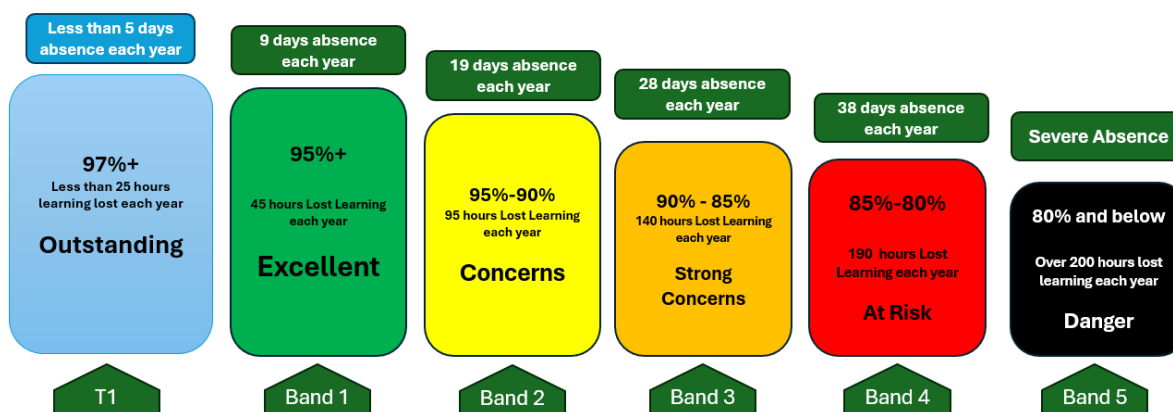 Less than 5 days
absence each year
97%+
Less than 25 hours
learning lost each year
Outstanding
T1
9 days absence
each year
95%+
45 hours Lost Learning
each year
Excellent
Band 1
19 days absence
each year
95%-90%
95 hours Lost Learning
each year
Concerns
Band 2
28 days absence
each year
90% - 85%
140 hours Lost Learning
each year
Strong
Concerns
Band 3
38 days absence
each year
85%-80%
190 hours Lost
Learning each year
At Risk
Band 4
Severe Absence
80% and below
Over 200 hours lost
learning each year
Danger
Band 5